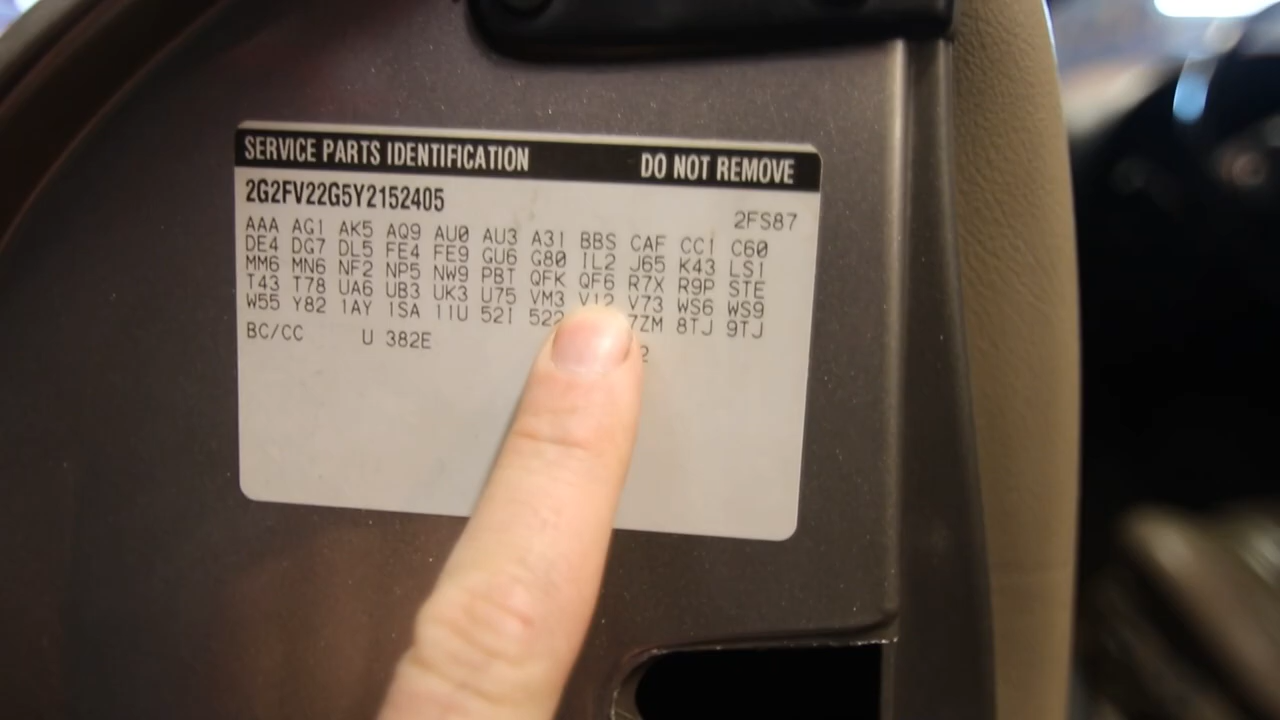 SERVICE PARTS IDENTIFICATION DO NOT REMOVE
2G2FV22G5Y2152405
2FS87
AAA AG1 AK5 AQ9 AU0 AU3 A31 BBS CAF CC1 C60
DE4 DG7 DL5 FE4 FE9 GU6 G80 IL2 J65 K43 LS1
MM6 MN6 NF2 NP5 NW9 PBT QFK QF6 R7X R9P STE
T43 T78 UA6 UB3 UK3 U75 VM3 V12 V73 WS6 WS9
W55 Y82 1AY 1SA 11U 52I 522 7ZM 8TJ 9TJ
BC/CC U 382E 2